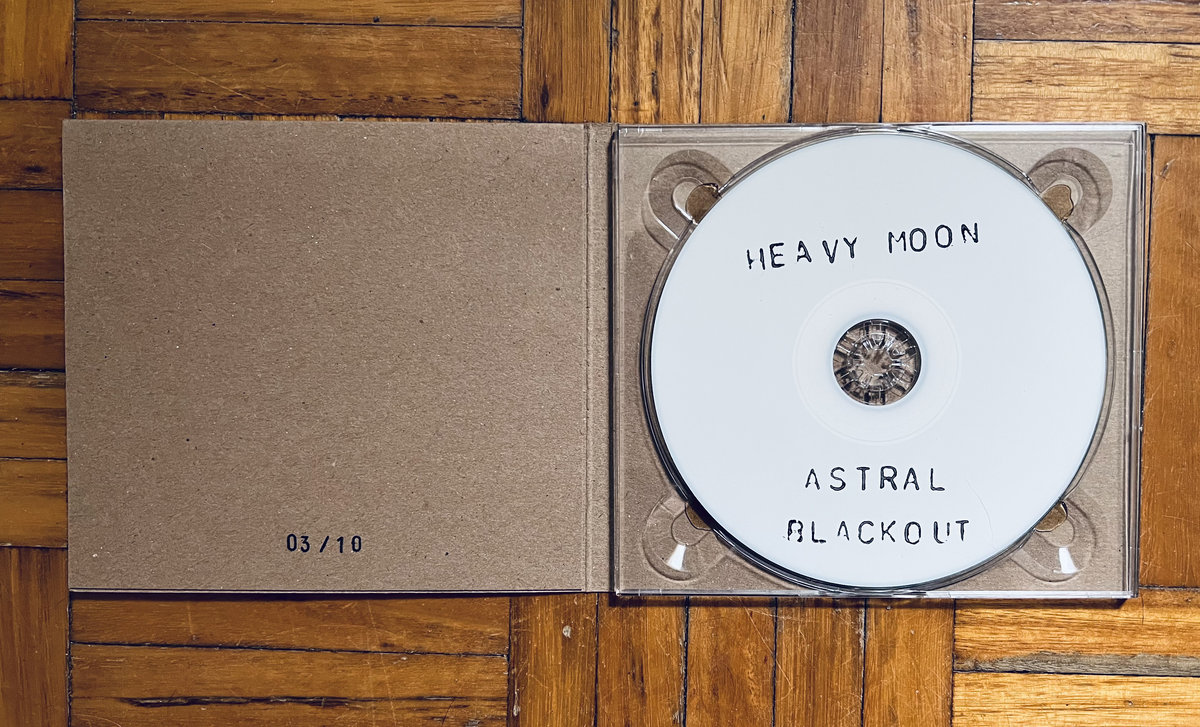 03/10
HEAVY MOON
ASTRAL
BLACKOUT